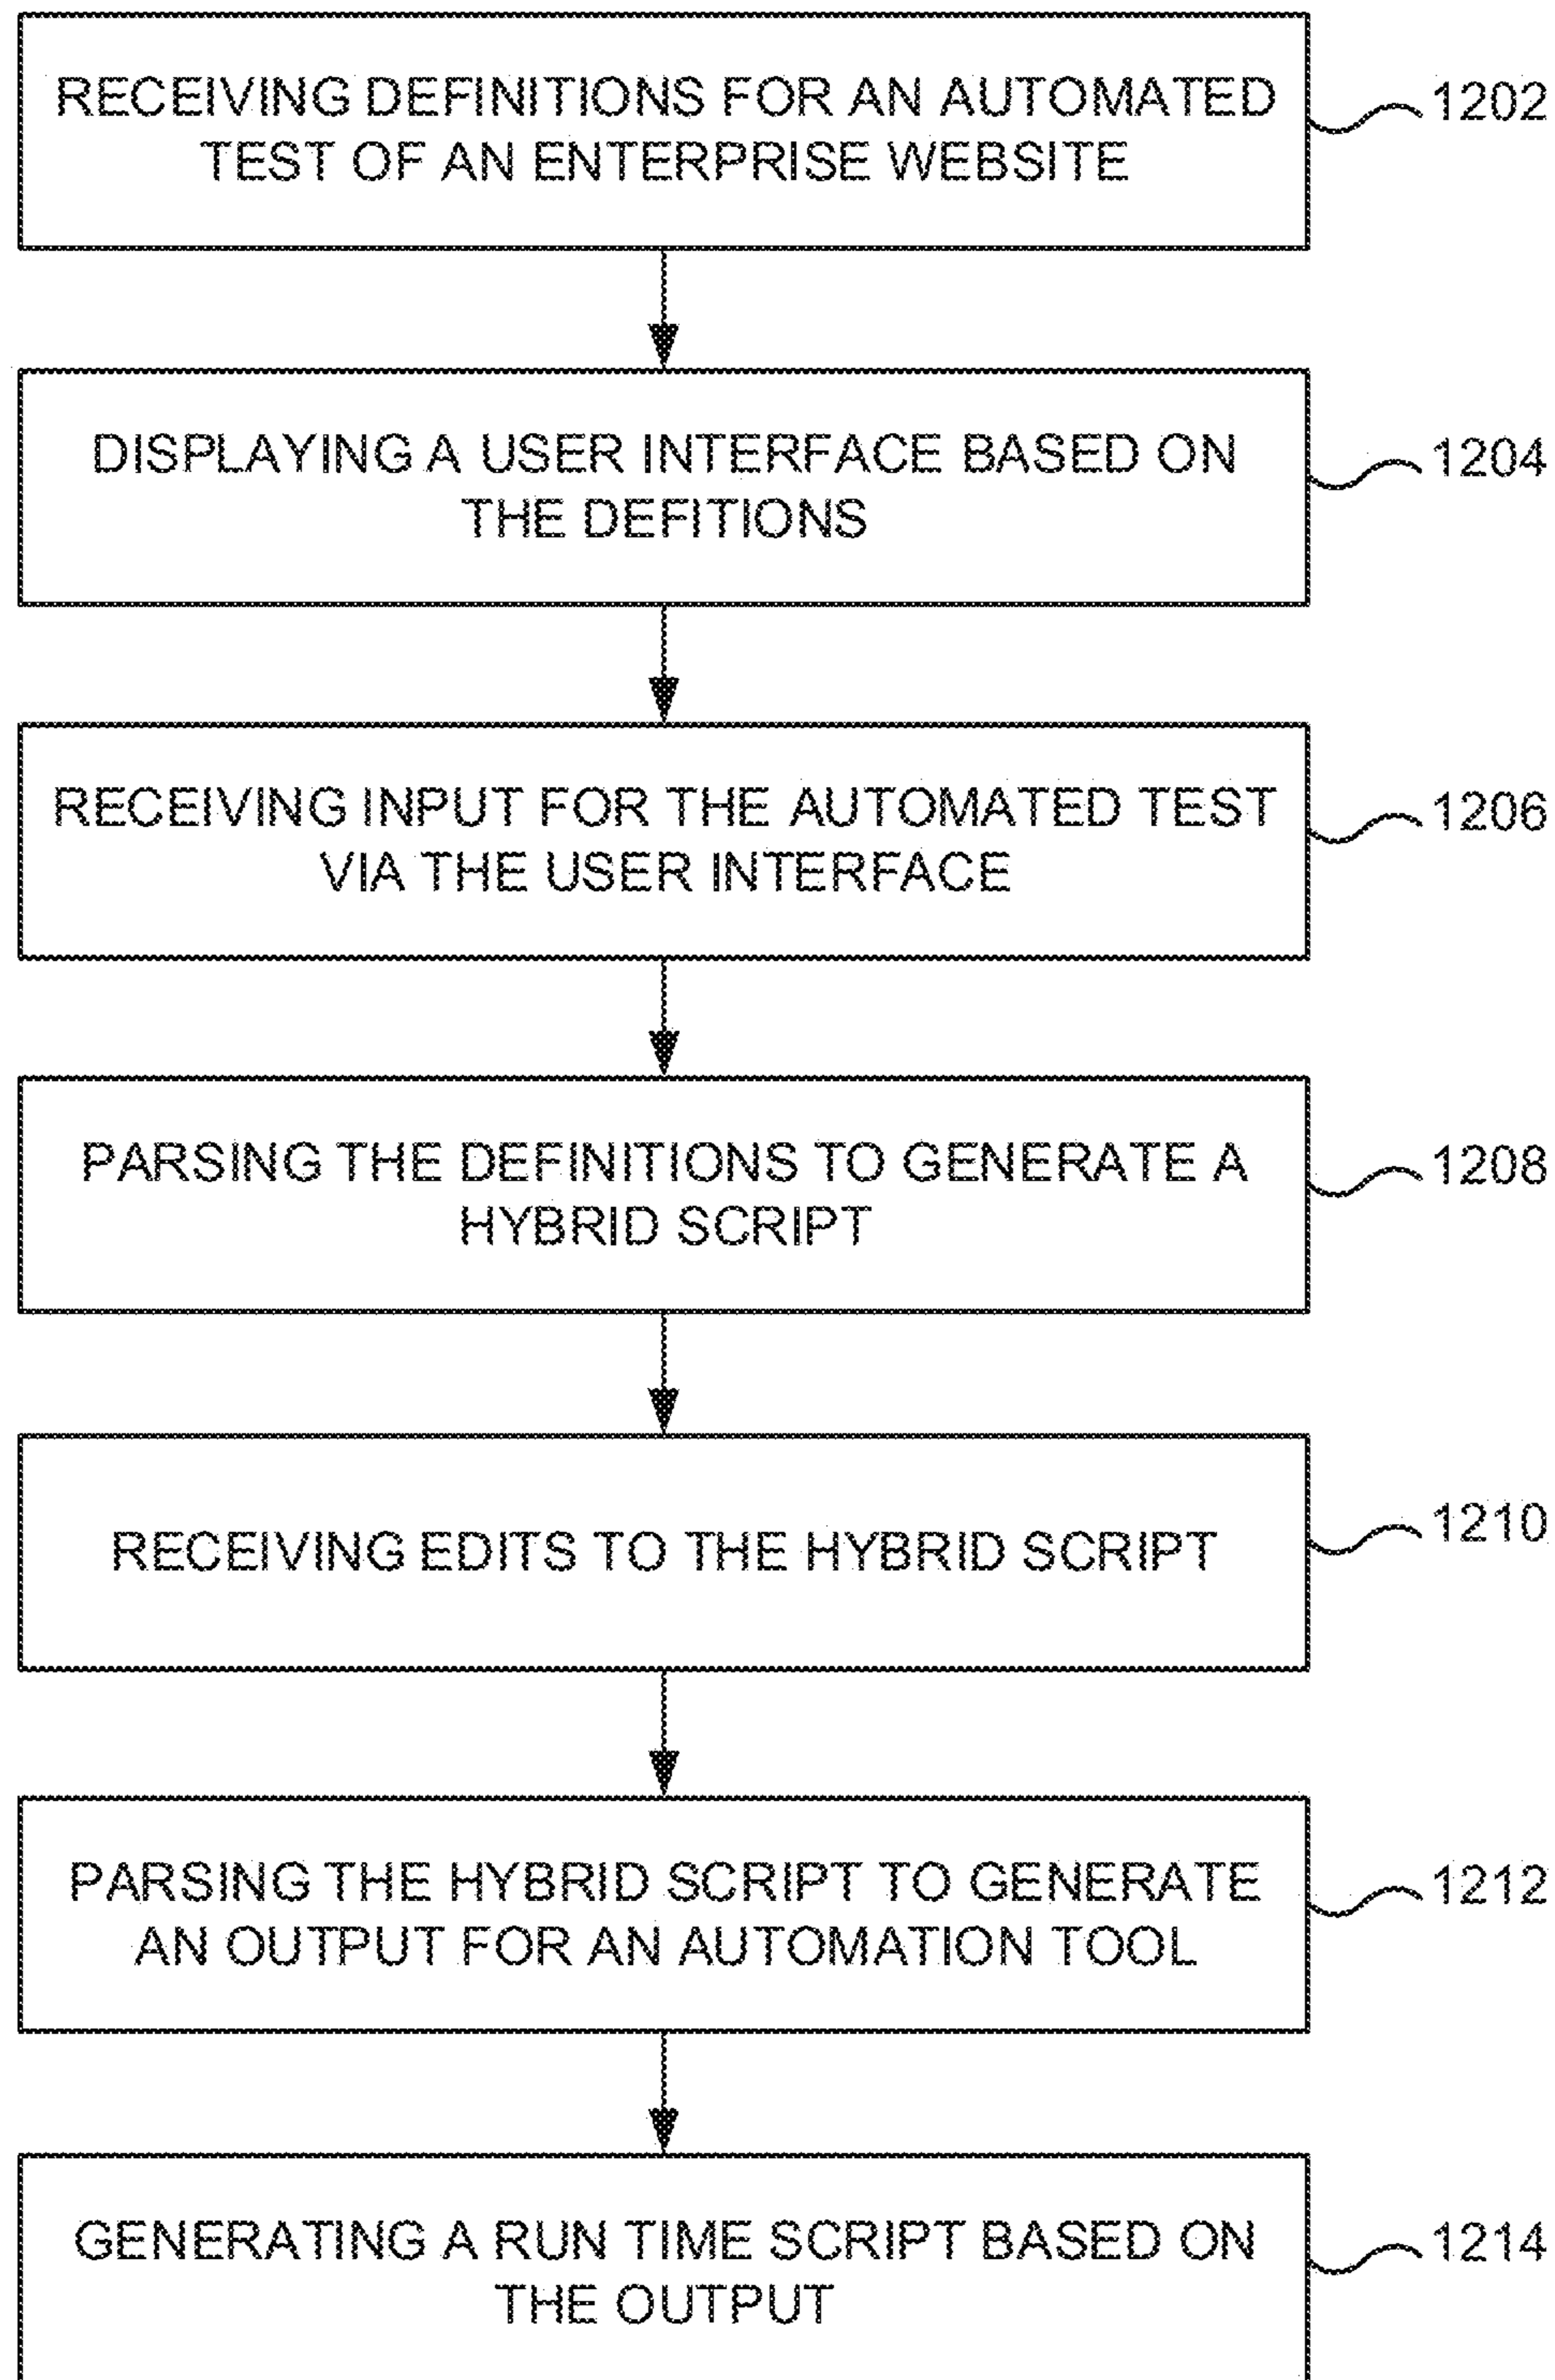 RECEIVING DEFINITIONS FOR AN AUTOMATED
TEST OF AN ENTERPRISE WEBSITE
1202
DISPLAYING A USER INTERFACE BASED ON
THE DEFITIONS
1204
RECEIVING INPUT FOR THE AUTOMATED TEST
VIA THE USER INTERFACE
1206
PARSING THE DEFINITIONS TO GENERATE A
HYBRID SCRIPT
1208
RECEIVING EDITS TO THE HYBRID SCRIPT
1210
PARSING THE HYBRID SCRIPT TO GENERATE
AN OUTPUT FOR AN AUTOMATION TOOL
1212
GENERATING A RUN TIME SCRIPT BASED ON
THE OUTPUT
1214